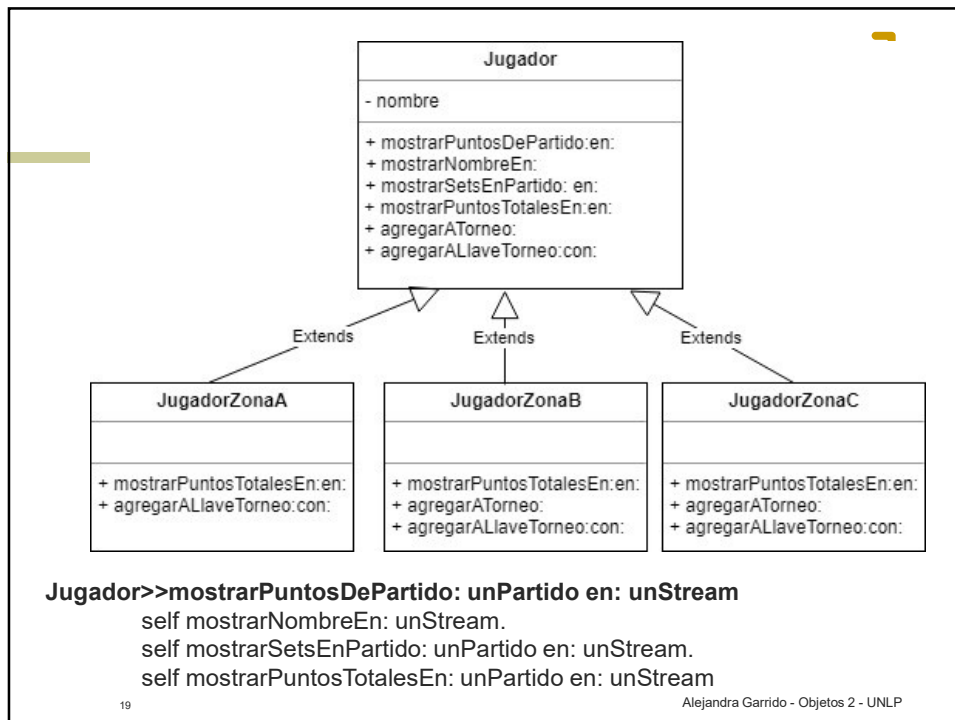 Jugador
- nombre
+ mostrarPuntosDePartido:en:
+ mostrarNombreEn:
+ mostrarSetsEnPartido: en:
+ mostrarPuntosTotalesEn:en:
+ agregarATorneo:
+ agregarALlaveTorneo:con:
Extends
Extends
Extends
JugadorZonaA
+ mostrarPuntosTotalesEn:en:
+ agregarALlaveTorneo:con:
JugadorZonaB
+ mostrarPuntosTotalesEn:en:
+ agregarATorneo:
+ agregarALlaveTorneo:con:
JugadorZonaC
+ mostrarPuntosTotalesEn:en:
+ agregarATorneo:
+ agregarALlaveTorneo:con:
Jugador>>mostrarPuntosDePartido: unPartido en: unStream
self mostrarNombreEn: unStream.
self mostrarSetsEnPartido: unPartido en: unStream.
self mostrarPuntosTotalesEn: unPartido en: unStream
19
Alejandra Garrido - Objetos 2 - UNLP